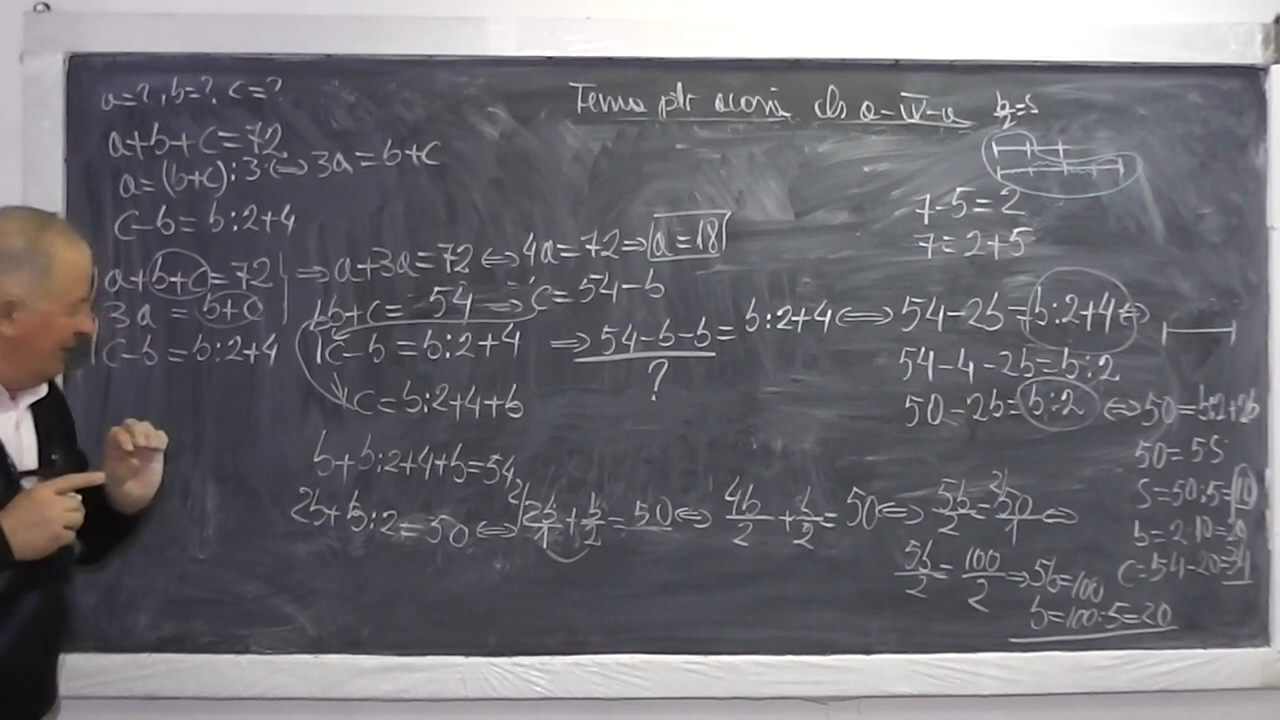 a=?, b=?, c=?
a+b+c=72
a=(b+c):3 ⇔ 3a=b+c
c-b=b:2+4
a+b+c=72
3a = b+c
c-b=b:2+4
⇒ a+3a=72 ⇔ 4a=72 ⇒ a=18
b+c= 54 ⇒ c=54-b
c-b=b:2+4 ⇒ 54-b-b = b:2+4 ⇔ 54-2b=b:2+4 ⇔
?
c=b:2+4+b
b+b:2+4+b=54
2b+b:2=50 ⇔ 2b/1 + b/2 = 50 ⇔ 4b/2 + b/2 = 50 ⇔ 5b/2 = 50/1 ⇔
5b/2 = 100/2 ⇒ 5b=100
b=100:5=20
Tema ptr cls a-IV-a
b/2=s
7-5=2
7=2+5
54-4-2b=b:2
50-2b=b:2 ⇔ 50=b:2+2b
50=5s
s=50:5=10
b=2·10=20
c=54-20=34